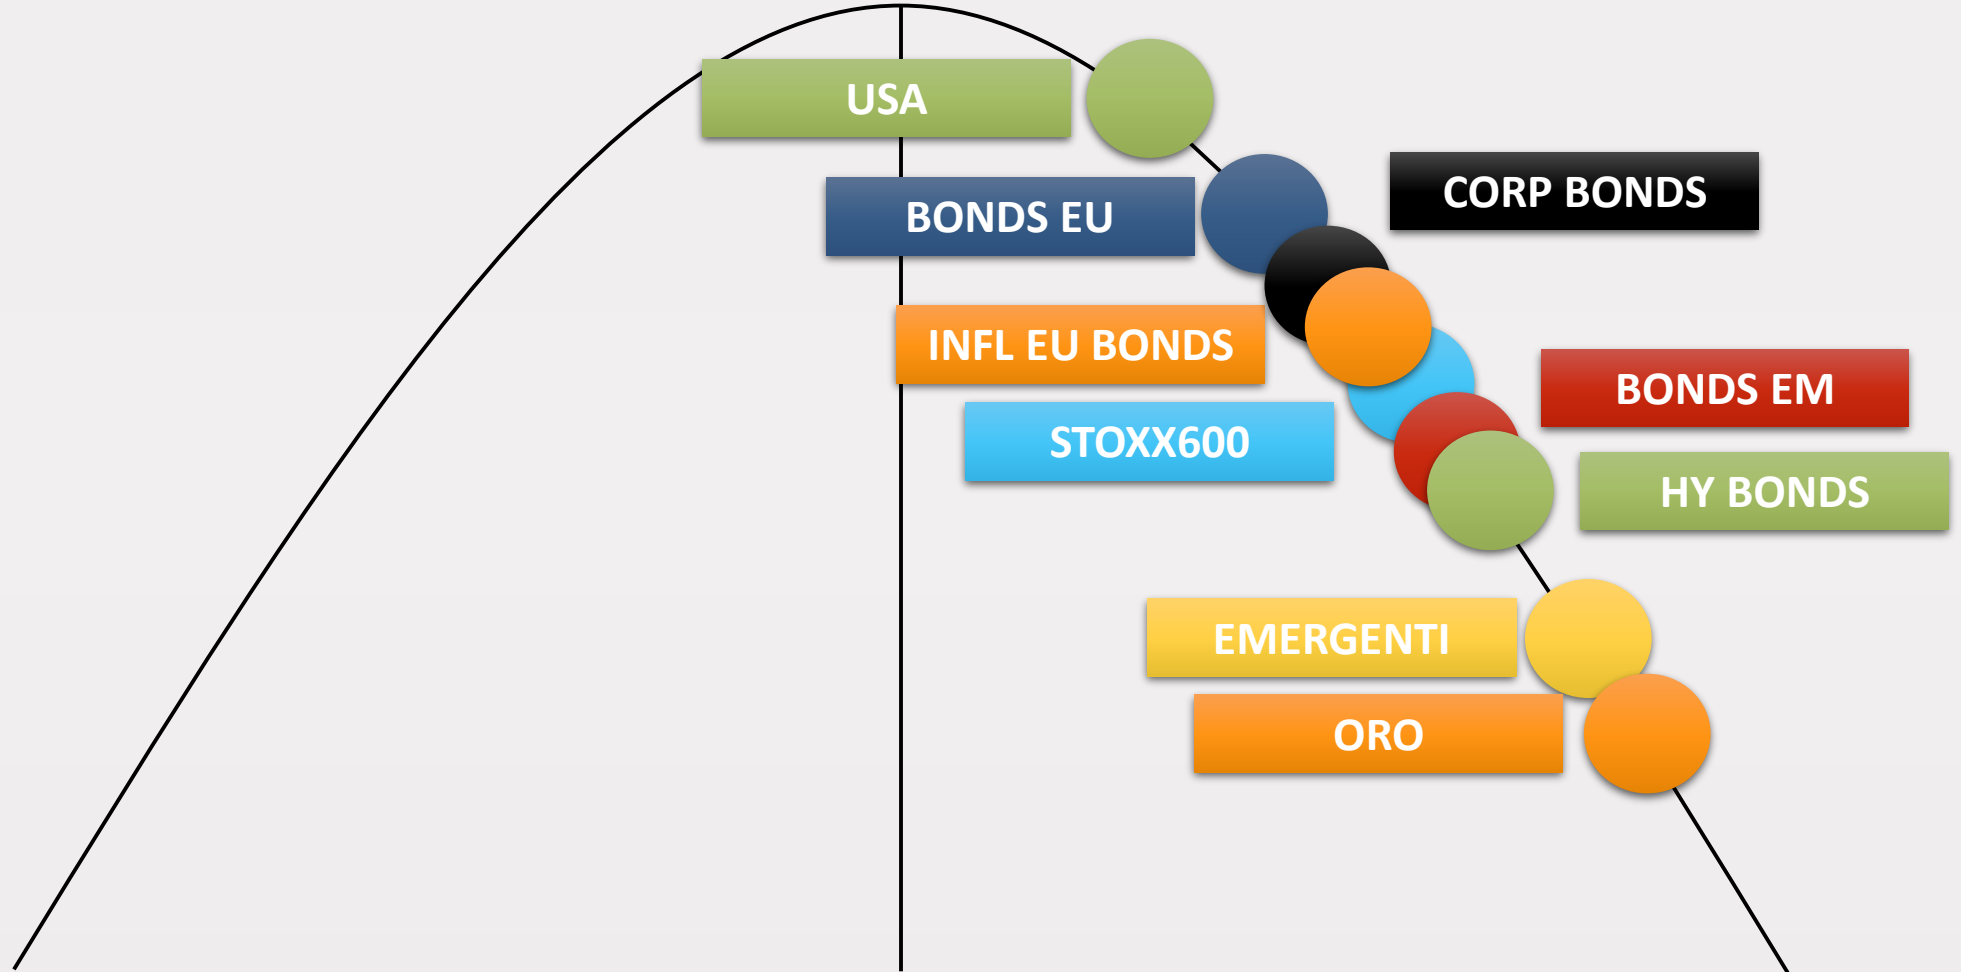 USA
CORP BONDS
BONDS EU
INFL EU BONDS
BONDS EM
STOXX600
HY BONDS
EMERGENTI
ORO